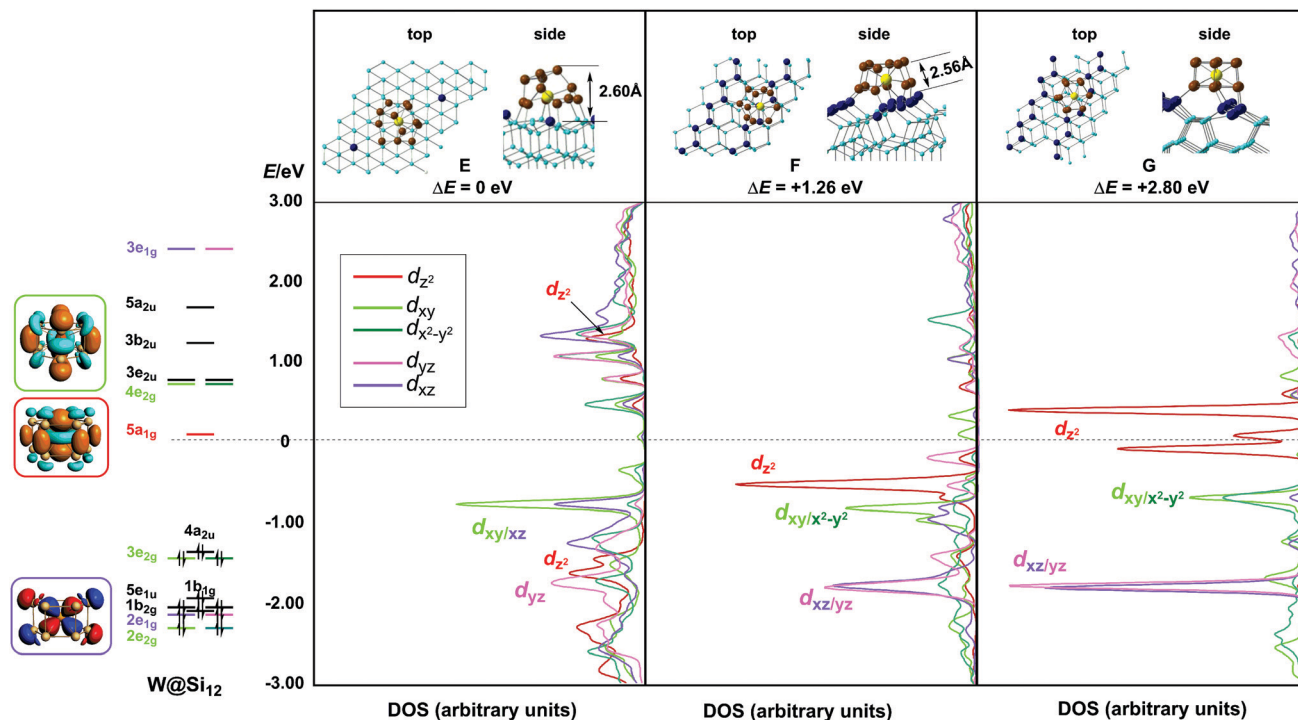 top side
2.60Å
E
ΔE = 0 eV
top side
2.56Å
F
ΔE = +1.26 eV
top side
G
ΔE = +2.80 eV
E/eV
3.00
2.00
1.00
0
-1.00
-2.00
-3.00
3e1g
5a2u
3b2u
3e2u
4e2g
5a1g
4a2u
3e2g
5e1u 1b1g
1b2g
2e1g
2e2g
W@Si12
dz2
dxy
dx2-y2
dyz
dxz
dz2
dxy/xz
dz2
dyz
dz2
dxy/x2-y2
dxz/yz
dz2
dxy/x2-y2
dxz/yz
DOS (arbitrary units)
DOS (arbitrary units)
DOS (arbitrary units)